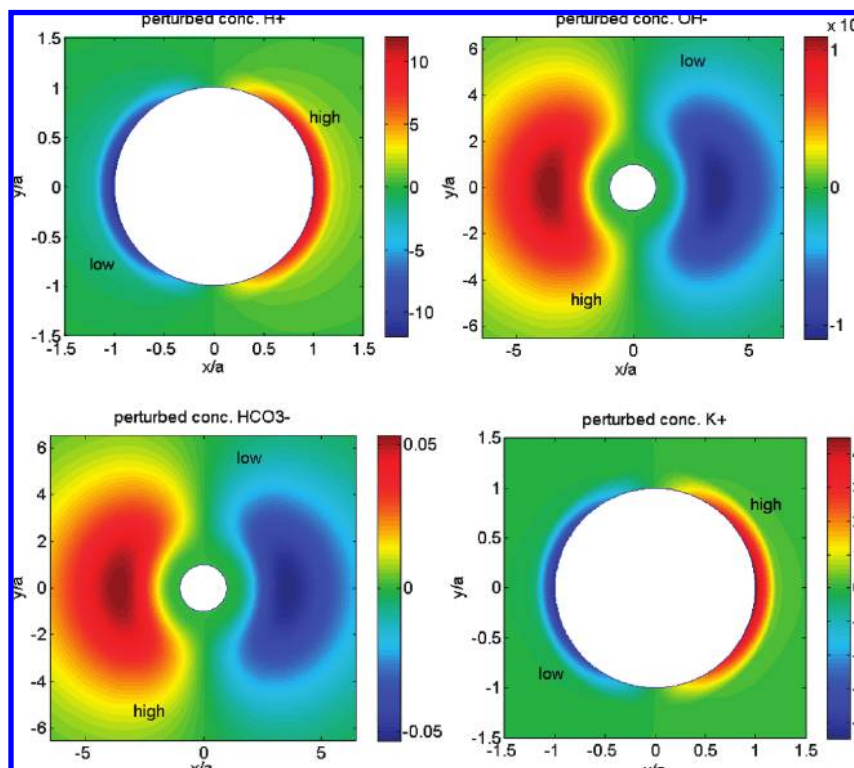 perturbed conc. H+
1.5
1
0.5
0
-0.5
-1
-1.5
y/a
-1.5 -1 -0.5 0 0.5 1 1.5
x/a
high
low
10
5
0
-5
-10
perturbed conc. OH-
x 10
6
4
2
0
-2
-4
-6
y/a
-5 0 5
x/a
low
high
1
0
-1
perturbed conc. HCO3-
6
4
2
0
-2
-4
-6
y/a
-5 0 5
x/a
low
high
0.05
0
-0.05
perturbed conc. K+
1.5
1
0.5
0
-0.5
-1
-1.5
y/a
-1.5 -1 -0.5 0 0.5 1 1.5
x/a
high
low